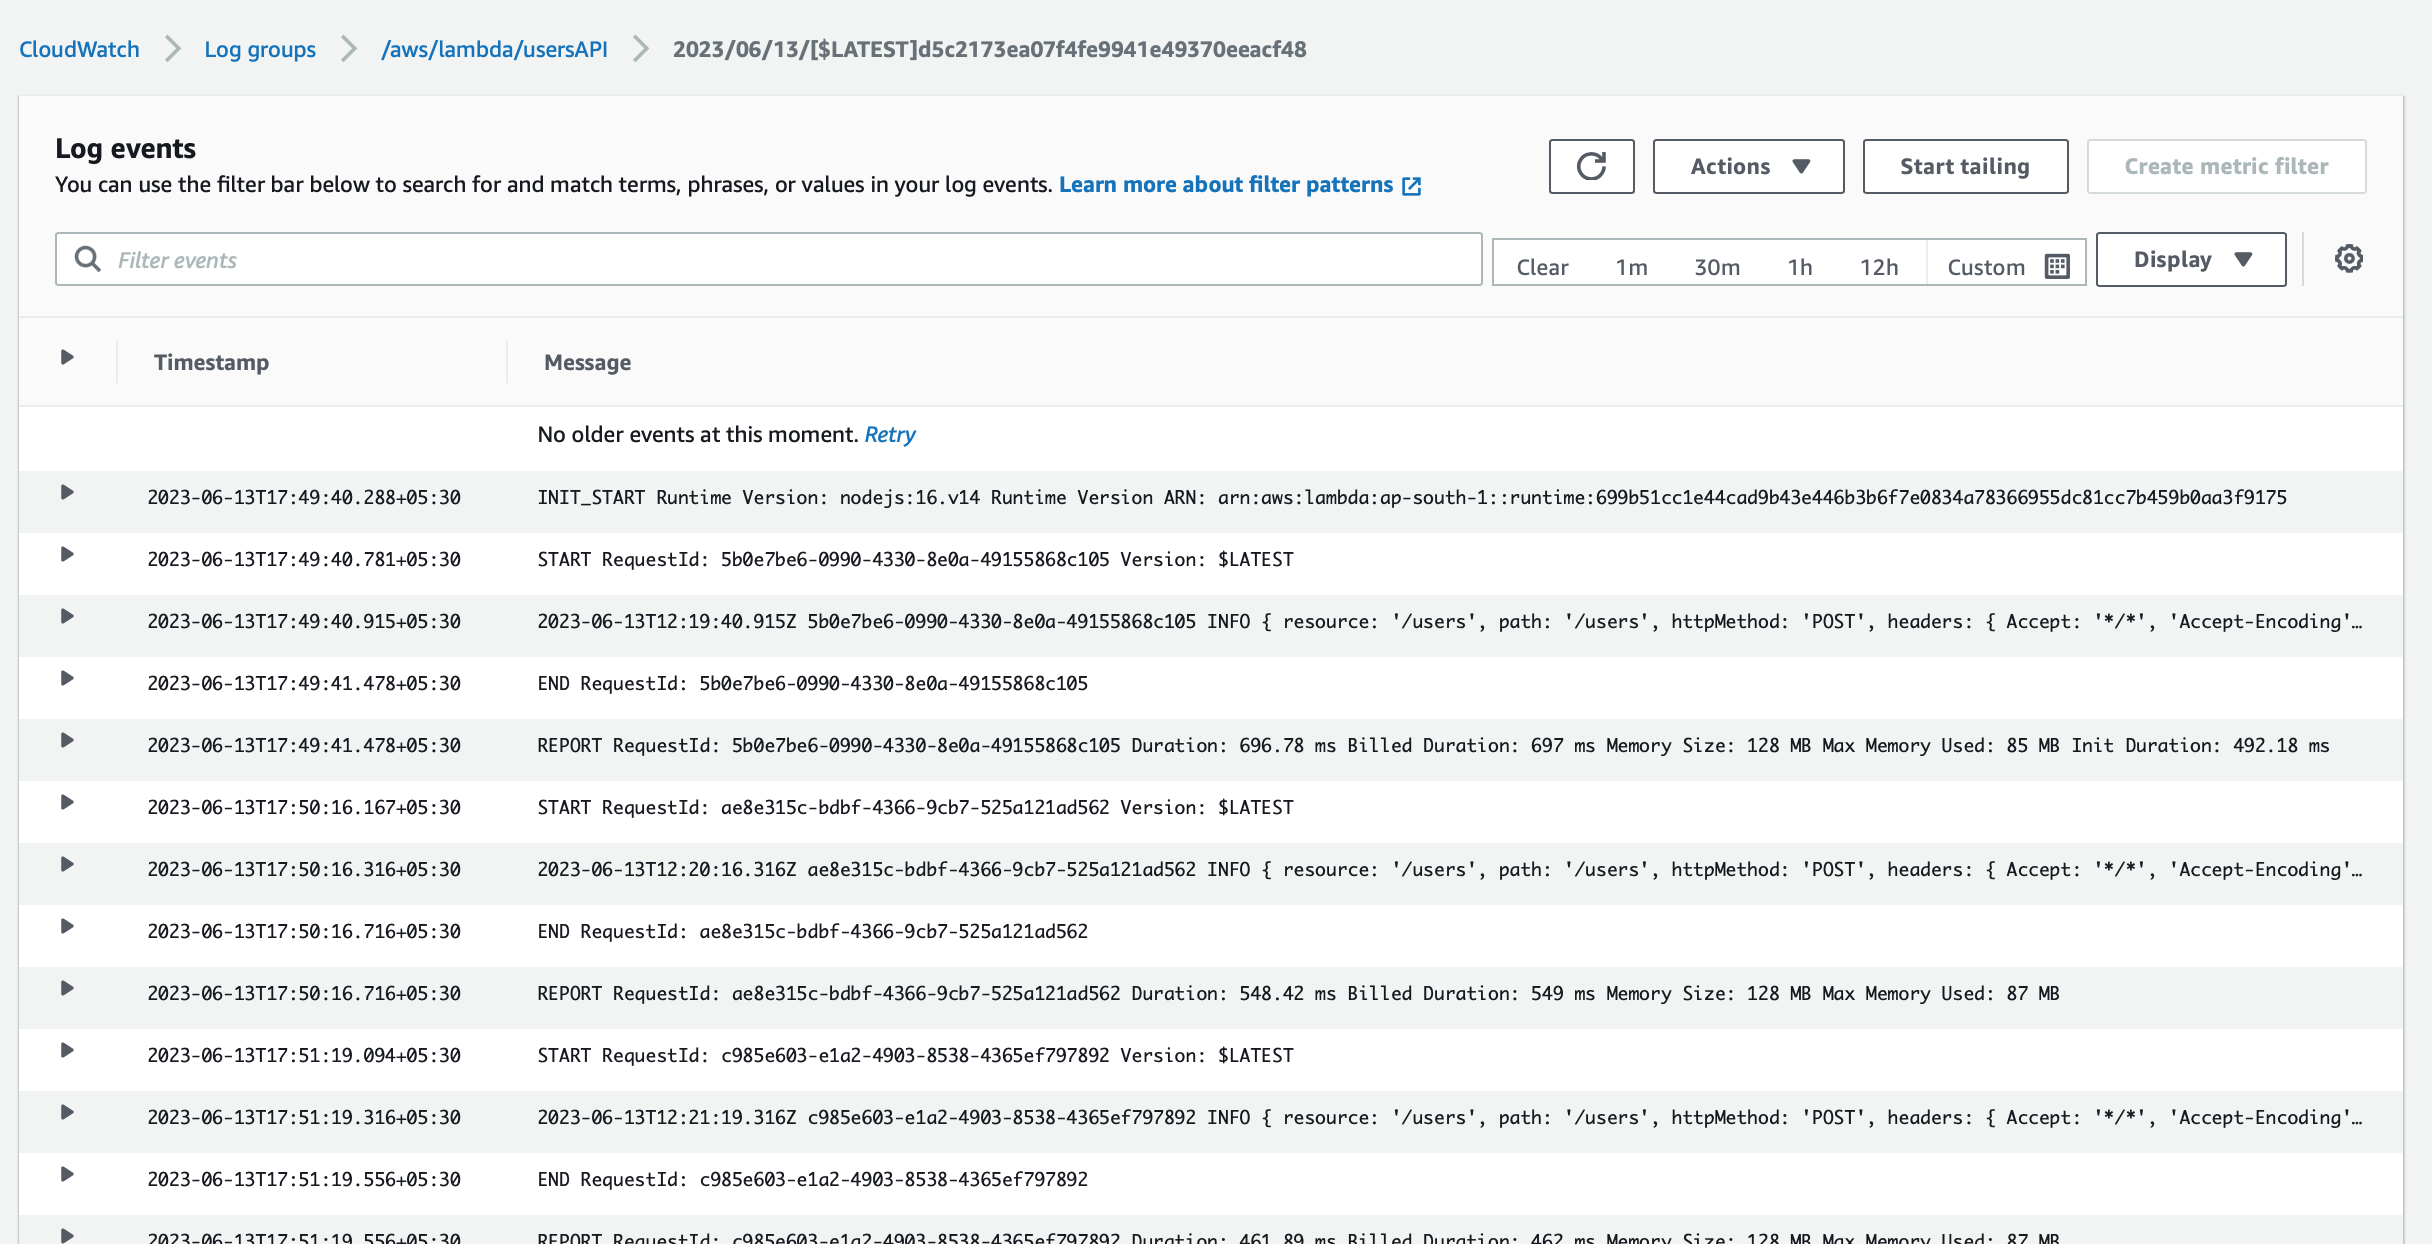 CloudWatch > Log groups > /aws/lambda/usersAPI > 2023/06/13/[$LATEST]d5c2173ea07f4fe9941e49370eeacf48
Log events
You can use the filter bar below to search for and match terms, phrases, or values in your log events. Learn more about filter patterns
Actions Start tailing Create metric filter
Filter events
Clear 1m 30m 1h 12h Custom Display
Timestamp Message
No older events at this moment. Retry
2023-06-13T17:49:40.288+05:30 INIT_START Runtime Version: nodejs:16.v14 Runtime Version ARN: arn:aws:lambda:ap-south-1::runtime:699b51cc1e44cad9b43e446b3b6f7e0834a78366955dc81cc7b459b0aa3f9175
2023-06-13T17:49:40.781+05:30 START RequestId: 5b0e7be6-0990-4330-8e0a-49155868c105 Version: $LATEST
2023-06-13T17:49:40.915+05:30 2023-06-13T12:19:40.915Z 5b0e7be6-0990-4330-8e0a-49155868c105 INFO { resource: '/users', path: '/users', httpMethod: 'POST', headers: { Accept: '*/*', 'Accept-Encoding'…
2023-06-13T17:49:41.478+05:30 END RequestId: 5b0e7be6-0990-4330-8e0a-49155868c105
2023-06-13T17:49:41.478+05:30 REPORT RequestId: 5b0e7be6-0990-4330-8e0a-49155868c105 Duration: 696.78 ms Billed Duration: 697 ms Memory Size: 128 MB Max Memory Used: 85 MB Init Duration: 492.18 ms
2023-06-13T17:50:16.167+05:30 START RequestId: ae8e315c-bdbf-4366-9cb7-525a121ad562 Version: $LATEST
2023-06-13T17:50:16.316+05:30 2023-06-13T12:20:16.316Z ae8e315c-bdbf-4366-9cb7-525a121ad562 INFO { resource: '/users', path: '/users', httpMethod: 'POST', headers: { Accept: '*/*', 'Accept-Encoding'…
2023-06-13T17:50:16.716+05:30 END RequestId: ae8e315c-bdbf-4366-9cb7-525a121ad562
2023-06-13T17:50:16.716+05:30 REPORT RequestId: ae8e315c-bdbf-4366-9cb7-525a121ad562 Duration: 548.42 ms Billed Duration: 549 ms Memory Size: 128 MB Max Memory Used: 87 MB
2023-06-13T17:51:19.094+05:30 START RequestId: c985e603-e1a2-4903-8538-4365ef797892 Version: $LATEST
2023-06-13T17:51:19.316+05:30 2023-06-13T12:21:19.316Z c985e603-e1a2-4903-8538-4365ef797892 INFO { resource: '/users', path: '/users', httpMethod: 'POST', headers: { Accept: '*/*', 'Accept-Encoding'…
2023-06-13T17:51:19.556+05:30 END RequestId: c985e603-e1a2-4903-8538-4365ef797892
2023-06-13T17:51:19.556+05:30 REPORT RequestId: c985e603-e1a2-4903-8538-4365ef797892 Duration: 461.89 ms Billed Duration: 462 ms Memory Size: 128 MB Max Memory Used: 87 MB